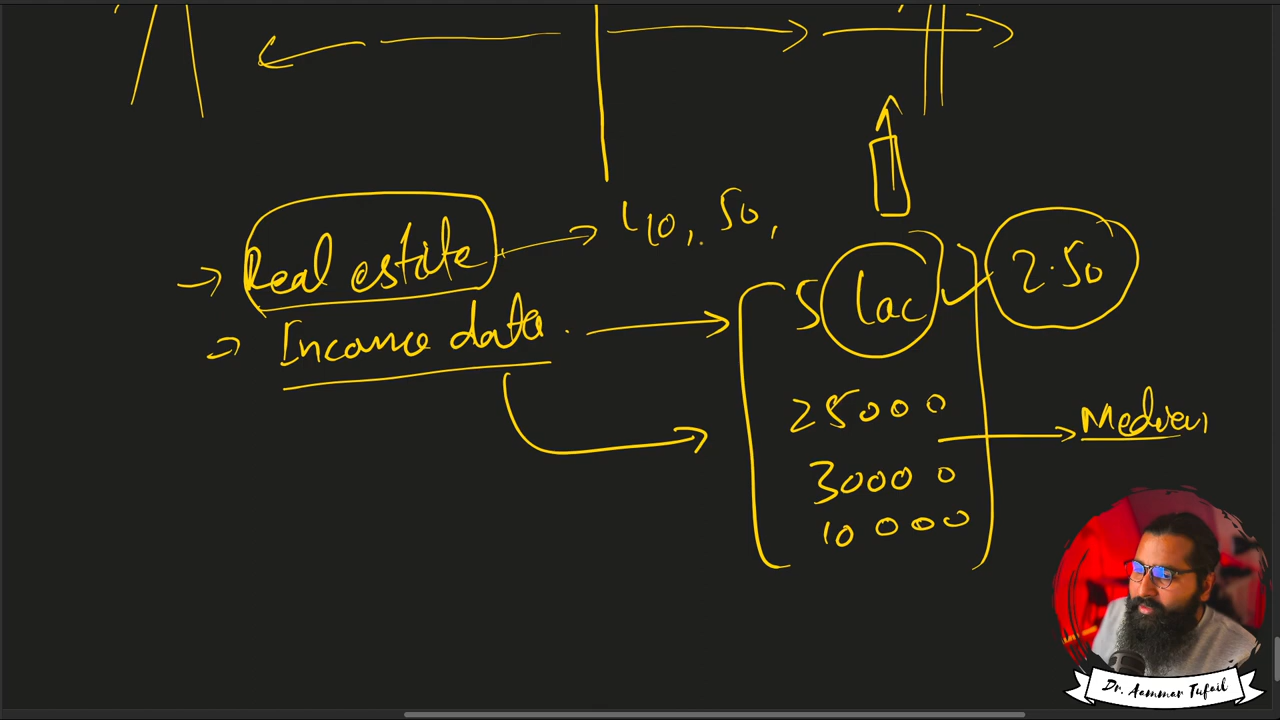 40, 50,
Real estate
2.50
5 lac
Income data
25000
Median
30000
10000
Dr. Aammar Tufail